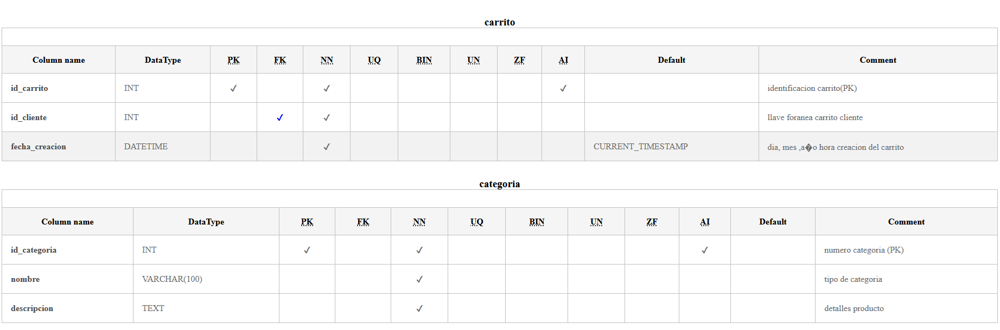 carrito
Column name DataType PK FK NN UQ BIN UN ZF AI Default Comment
id_carrito INT ✓ ✓ ✓ identificacion carrito(PK)
id_cliente INT ✓ ✓ llave foranea carrito cliente
fecha_creacion DATETIME ✓ CURRENT_TIMESTAMP dia, mes ,a�o hora creacion del carrito
categoria
Column name DataType PK FK NN UQ BIN UN ZF AI Default Comment
id_categoria INT ✓ ✓ ✓ numero categoria (PK)
nombre VARCHAR(100) ✓ tipo de categoria
descripcion TEXT ✓ detalles producto